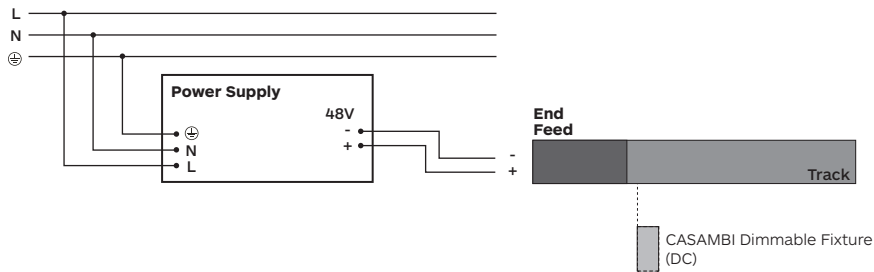 L
N
⏚
Power Supply
48V
-
+
⏚
N
L
-
+
End
Feed
Track
CASAMBI Dimmable Fixture
(DC)